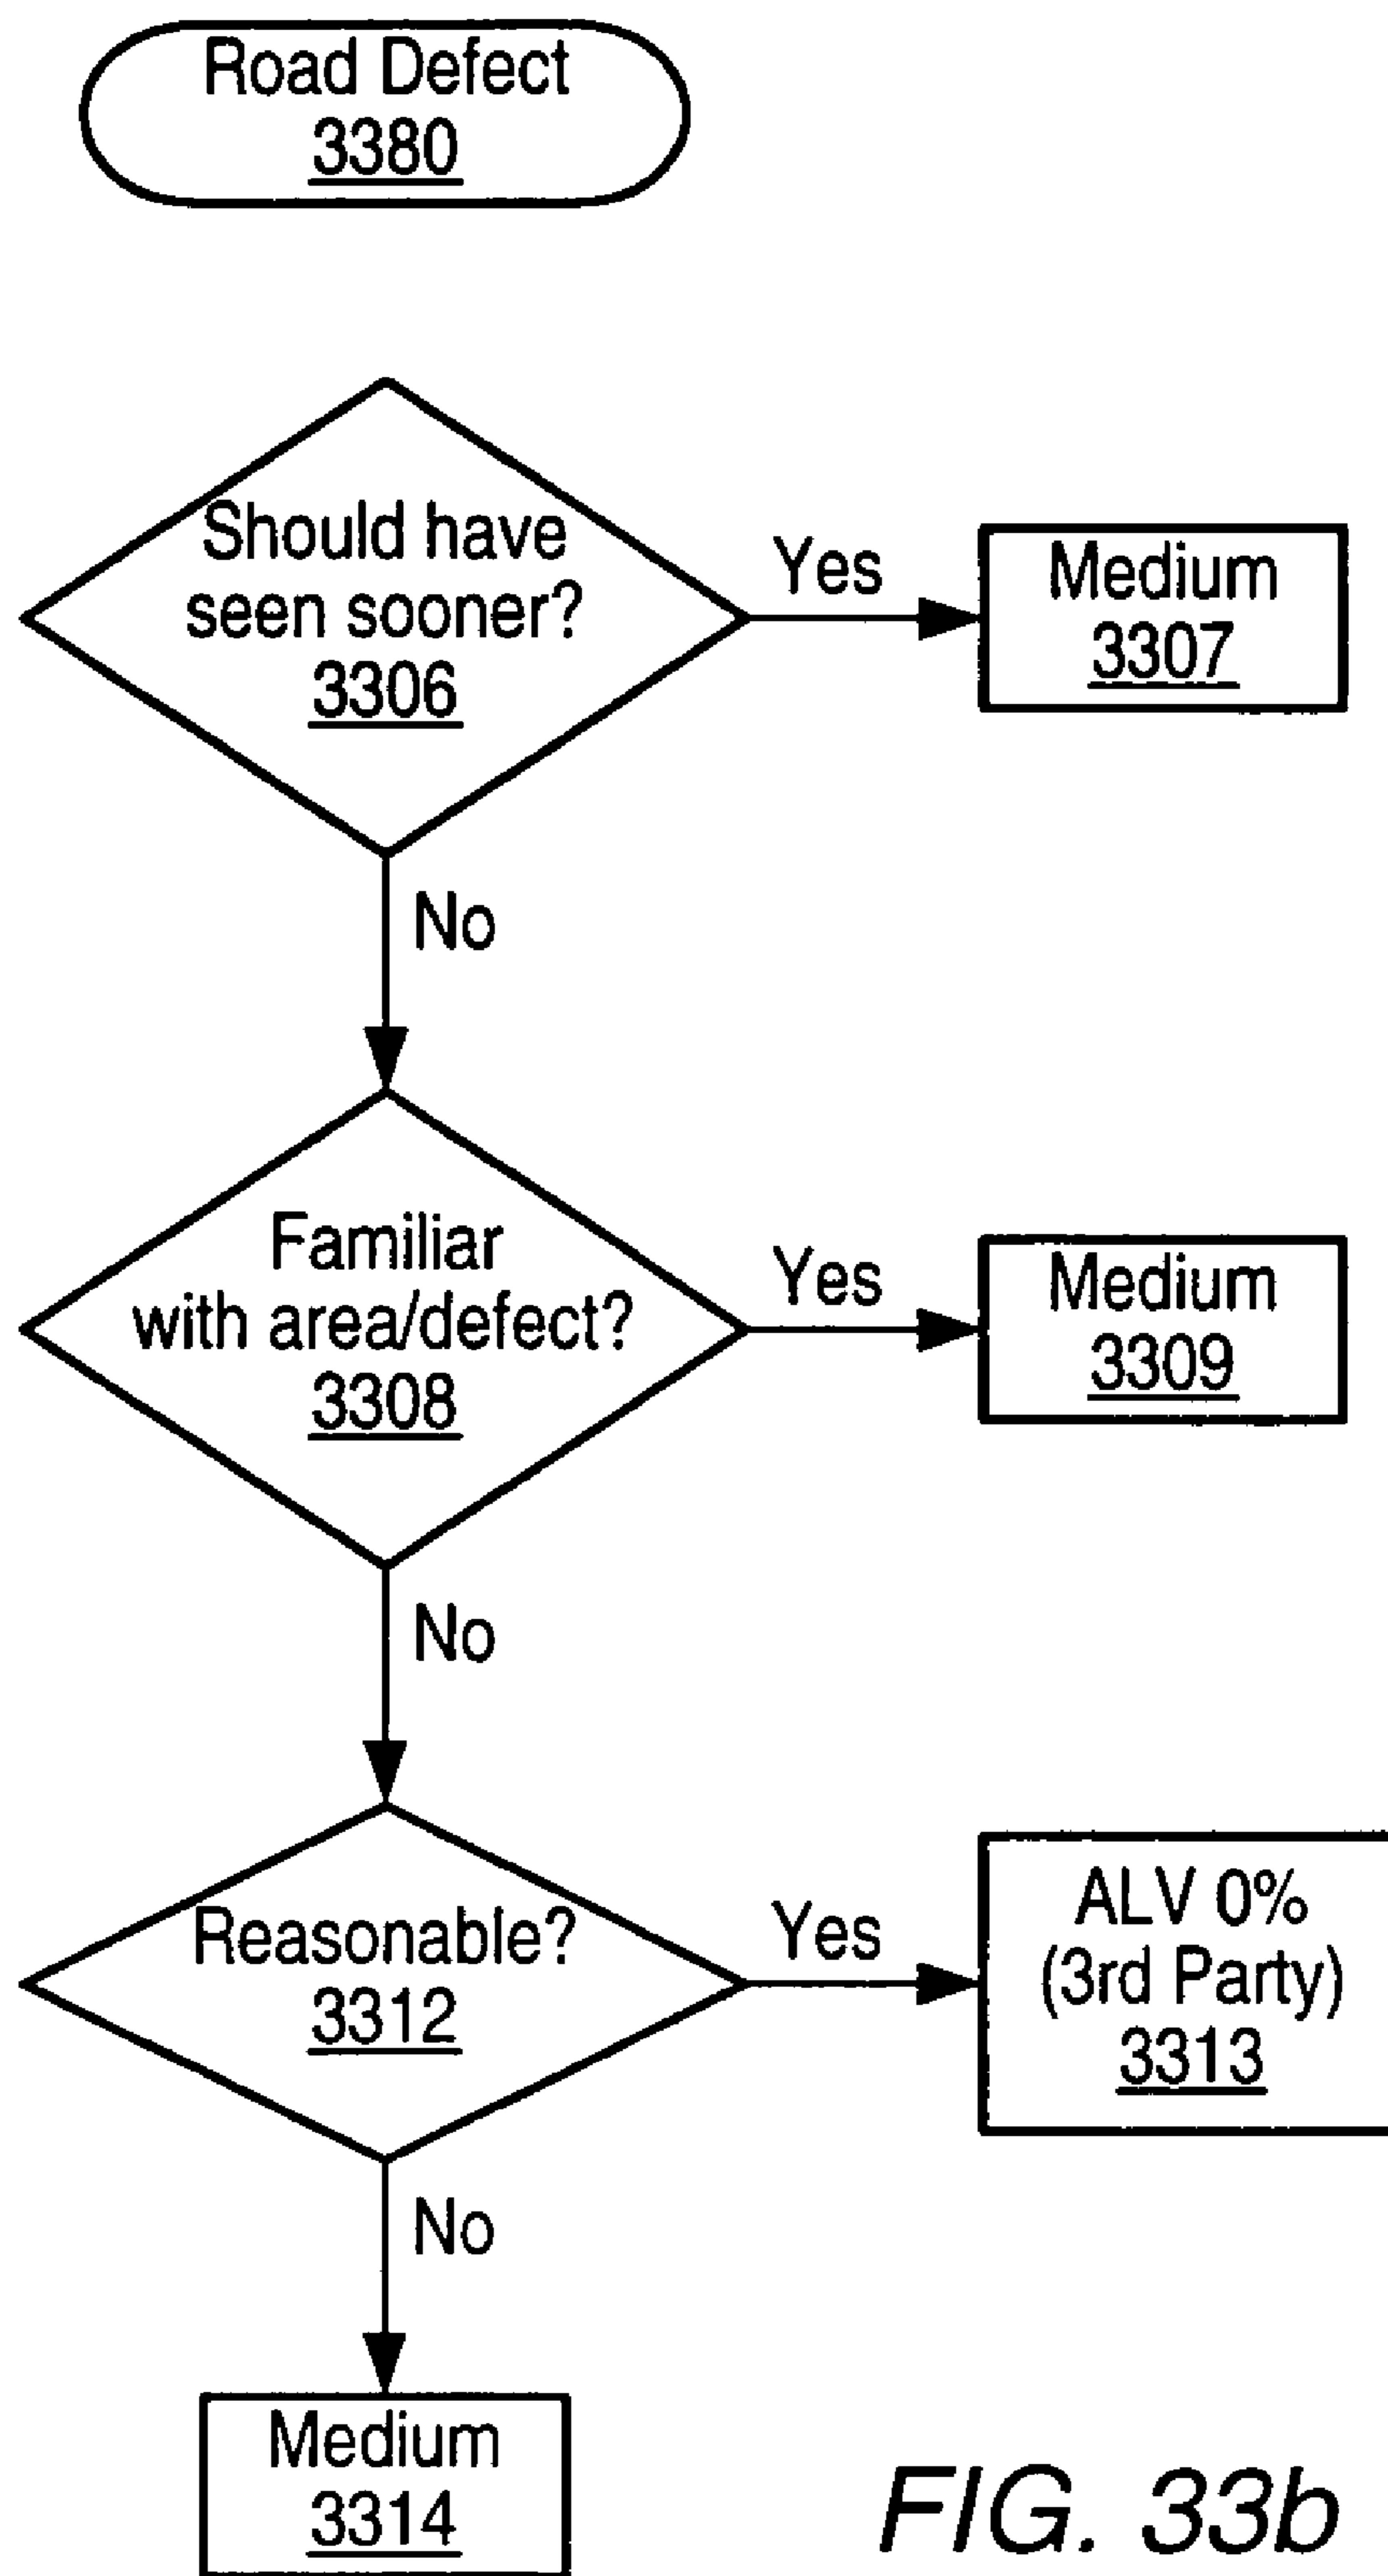 Road Defect
3380
Should have
seen sooner?
3306
Yes
Medium
3307
No
Familiar
with area/defect?
3308
Yes
Medium
3309
No
Reasonable?
3312
Yes
ALV 0%
(3rd Party)
3313
No
Medium
3314
FIG. 33b